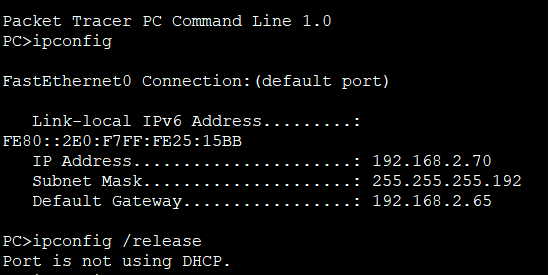 Packet Tracer PC Command Line 1.0
PC>ipconfig
FastEthernet0 Connection:(default port)
Link-local IPv6 Address.........:
FE80::2E0:F7FF:FE25:15BB
IP Address......................: 192.168.2.70
Subnet Mask.....................: 255.255.255.192
Default Gateway.................: 192.168.2.65
PC>ipconfig /release
Port is not using DHCP.